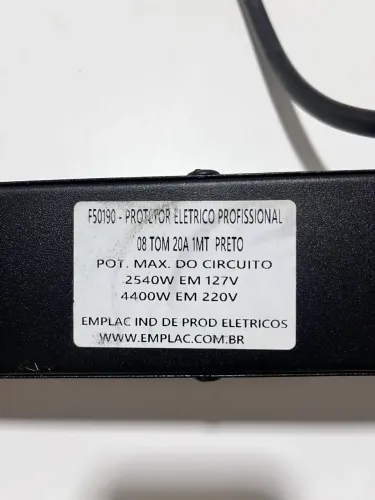 F50190 - PROTETOR ELETRICO PROFISSIONAL
08 TOM 20A 1MT PRETO
POT. MAX. DO CIRCUITO
2540W EM 127V
4400W EM 220V
EMPLAC IND DE PROD ELETRICOS
WWW.EMPLAC.COM.BR